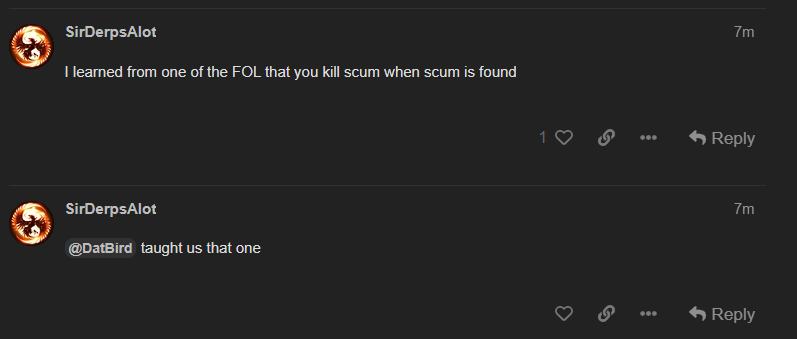 SirDerpsAlot 7m
I learned from one of the FOL that you kill scum when scum is found
1 Reply
SirDerpsAlot 7m
@DatBird taught us that one
Reply